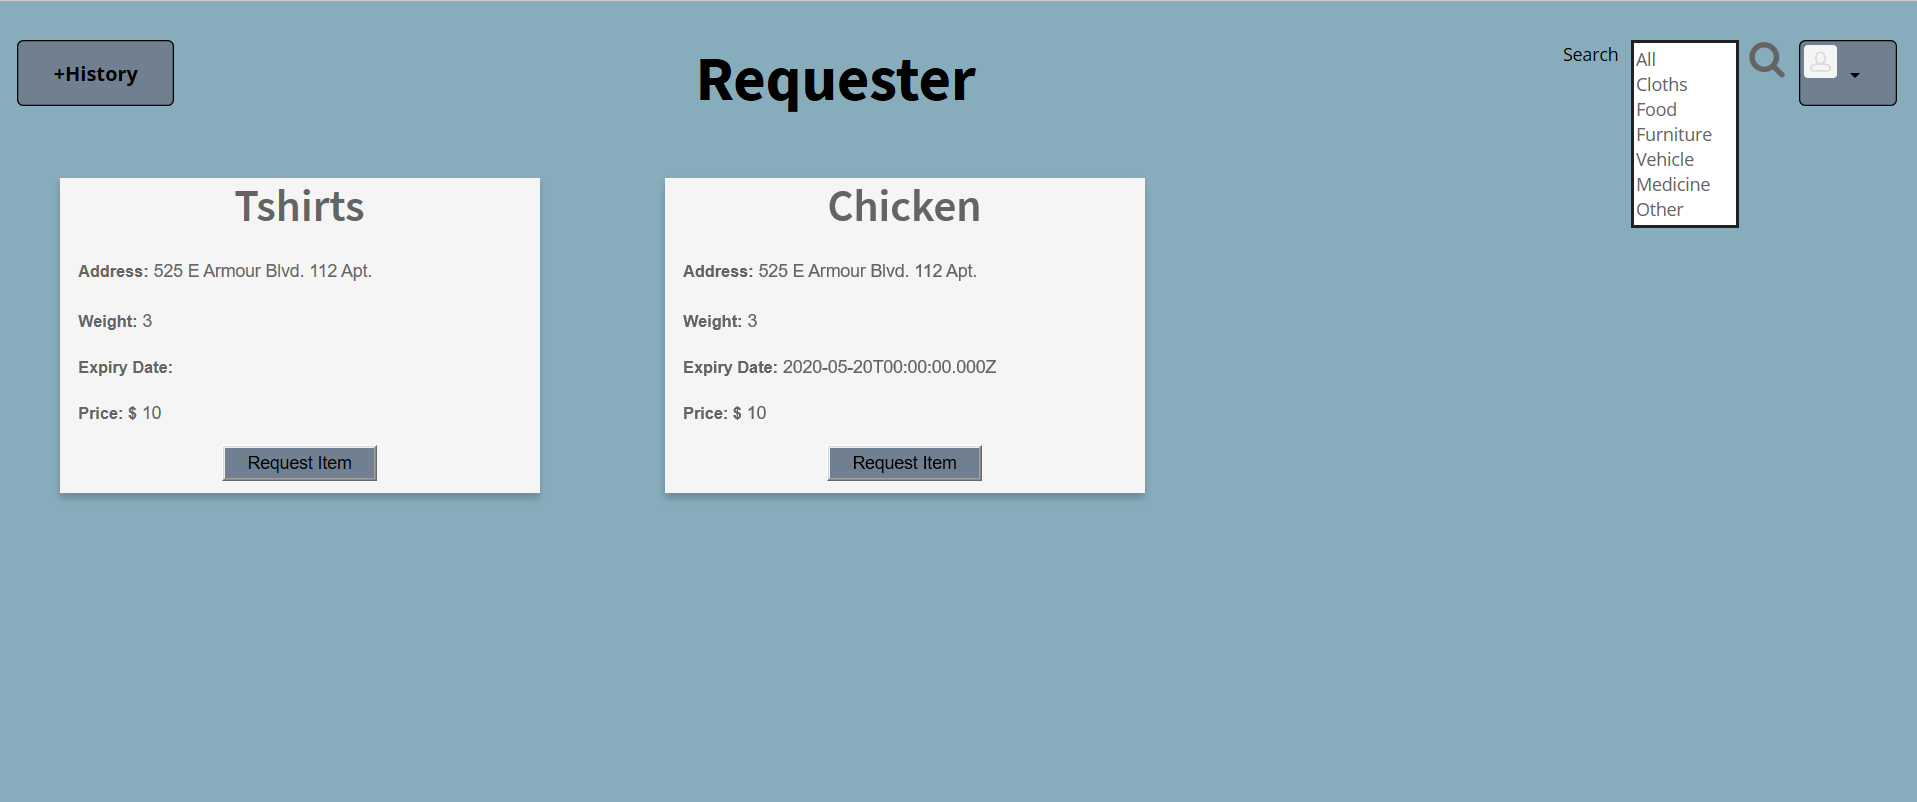 +History
Requester
Search
All
Cloths
Food
Furniture
Vehicle
Medicine
Other
Tshirts
Address: 525 E Armour Blvd. 112 Apt.
Weight: 3
Expiry Date:
Price: $ 10
Request Item
Chicken
Address: 525 E Armour Blvd. 112 Apt.
Weight: 3
Expiry Date: 2020-05-20T00:00:00.000Z
Price: $ 10
Request Item